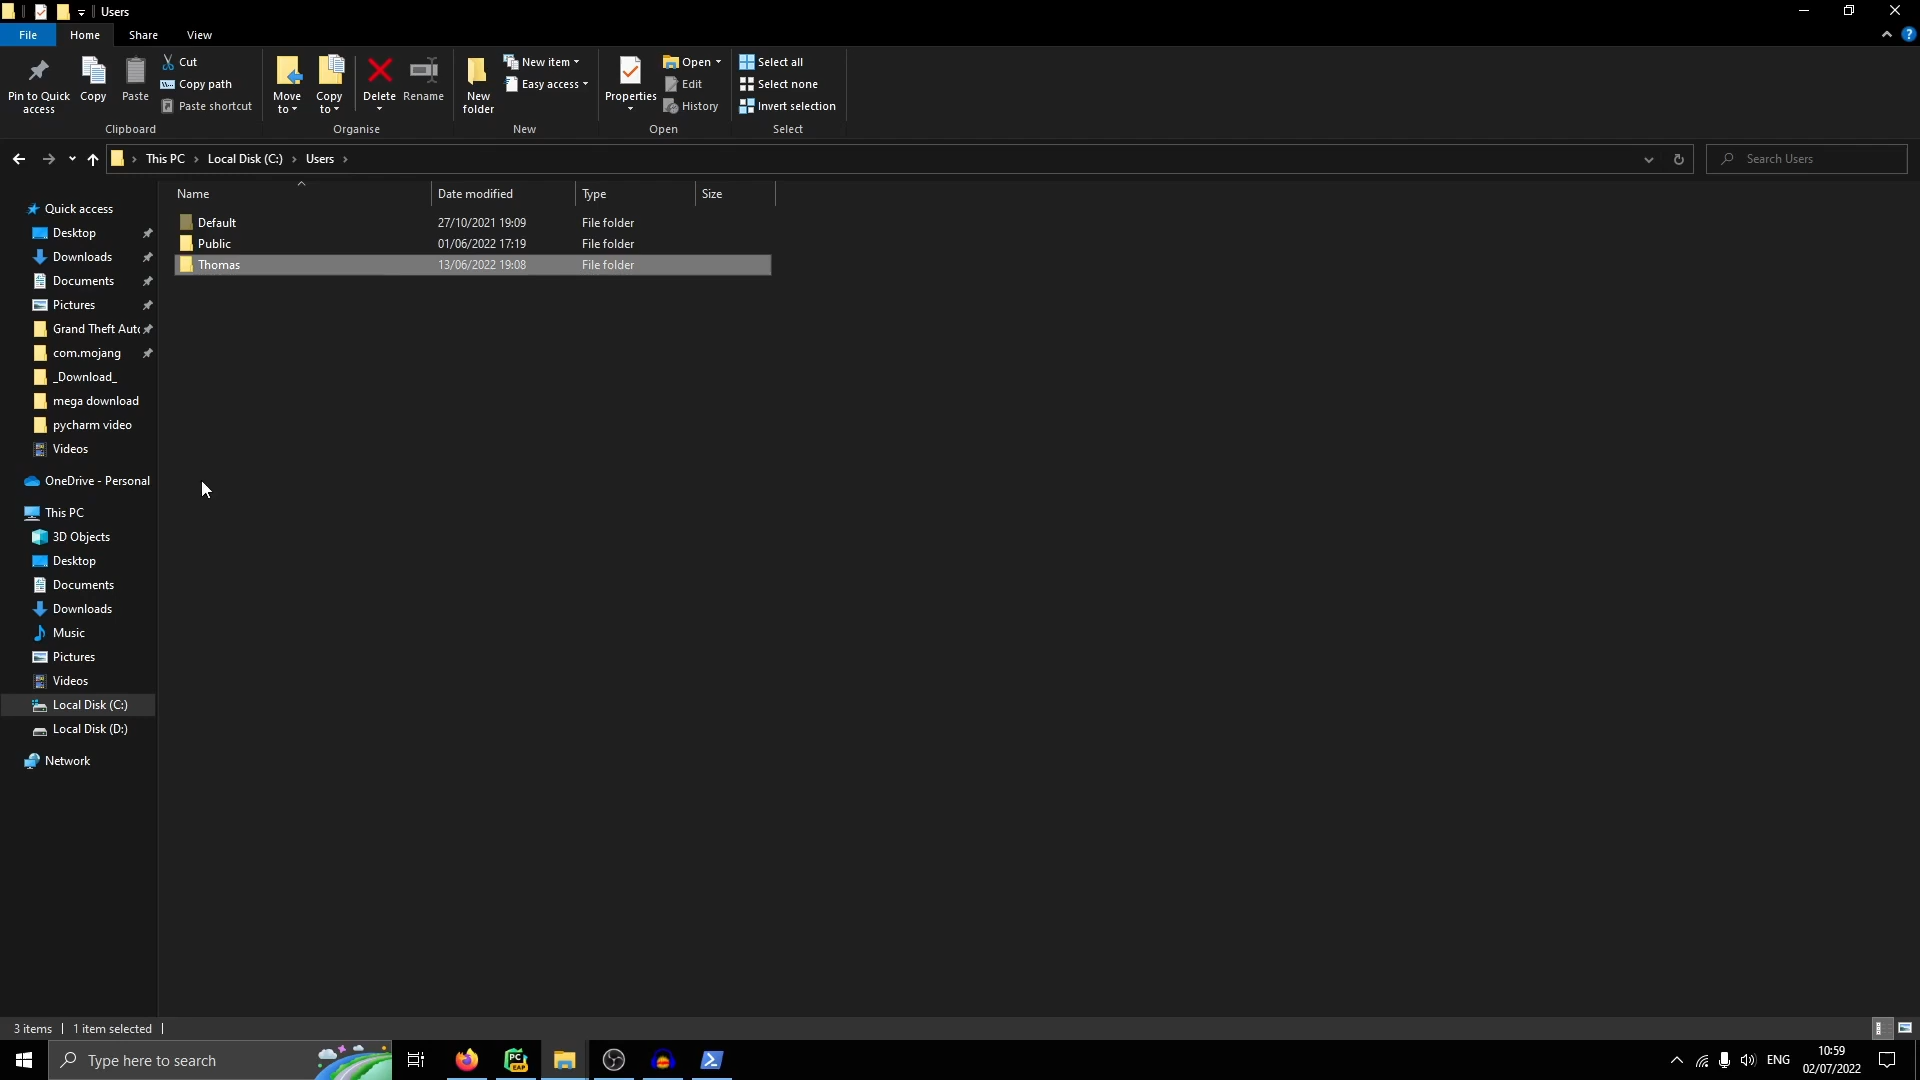 Users
File
Home
Share
View
Pin to Quick
access
Copy
Paste
Cut
Copy path
Paste shortcut
Clipboard
Move
to
Copy
to
Delete
Rename
Organise
New
folder
New item
Easy access
New
Properties
Open
Edit
History
Open
Select all
Select none
Invert selection
Select
This PC
Local Disk (C:)
Users
Search Users
Name
Date modified
Type
Size
Default 27/10/2021 19:09 File folder
Public 01/06/2022 17:19 File folder
Thomas 13/06/2022 19:08 File folder
Quick access
Desktop
Downloads
Documents
Pictures
Grand Theft Auto
com.mojang
_Download_
mega download
pycharm video
Videos
OneDrive - Personal
This PC
3D Objects
Desktop
Documents
Downloads
Music
Pictures
Videos
Local Disk (C:)
Local Disk (D:)
Network
3 items
1 item selected
Type here to search
PC
EAP
ENG
10:59
02/07/2022